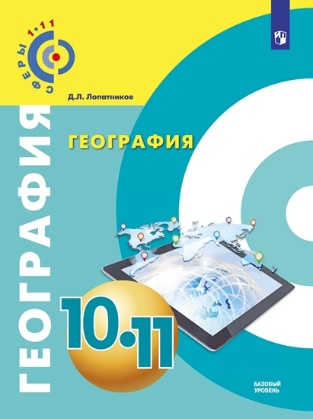 СФЕРЫ 1-11
Д.Л. Лопатников
ГЕОГРАФИЯ
ГЕОГРАФИЯ
10•11
БАЗОВЫЙ
УРОВЕНЬ